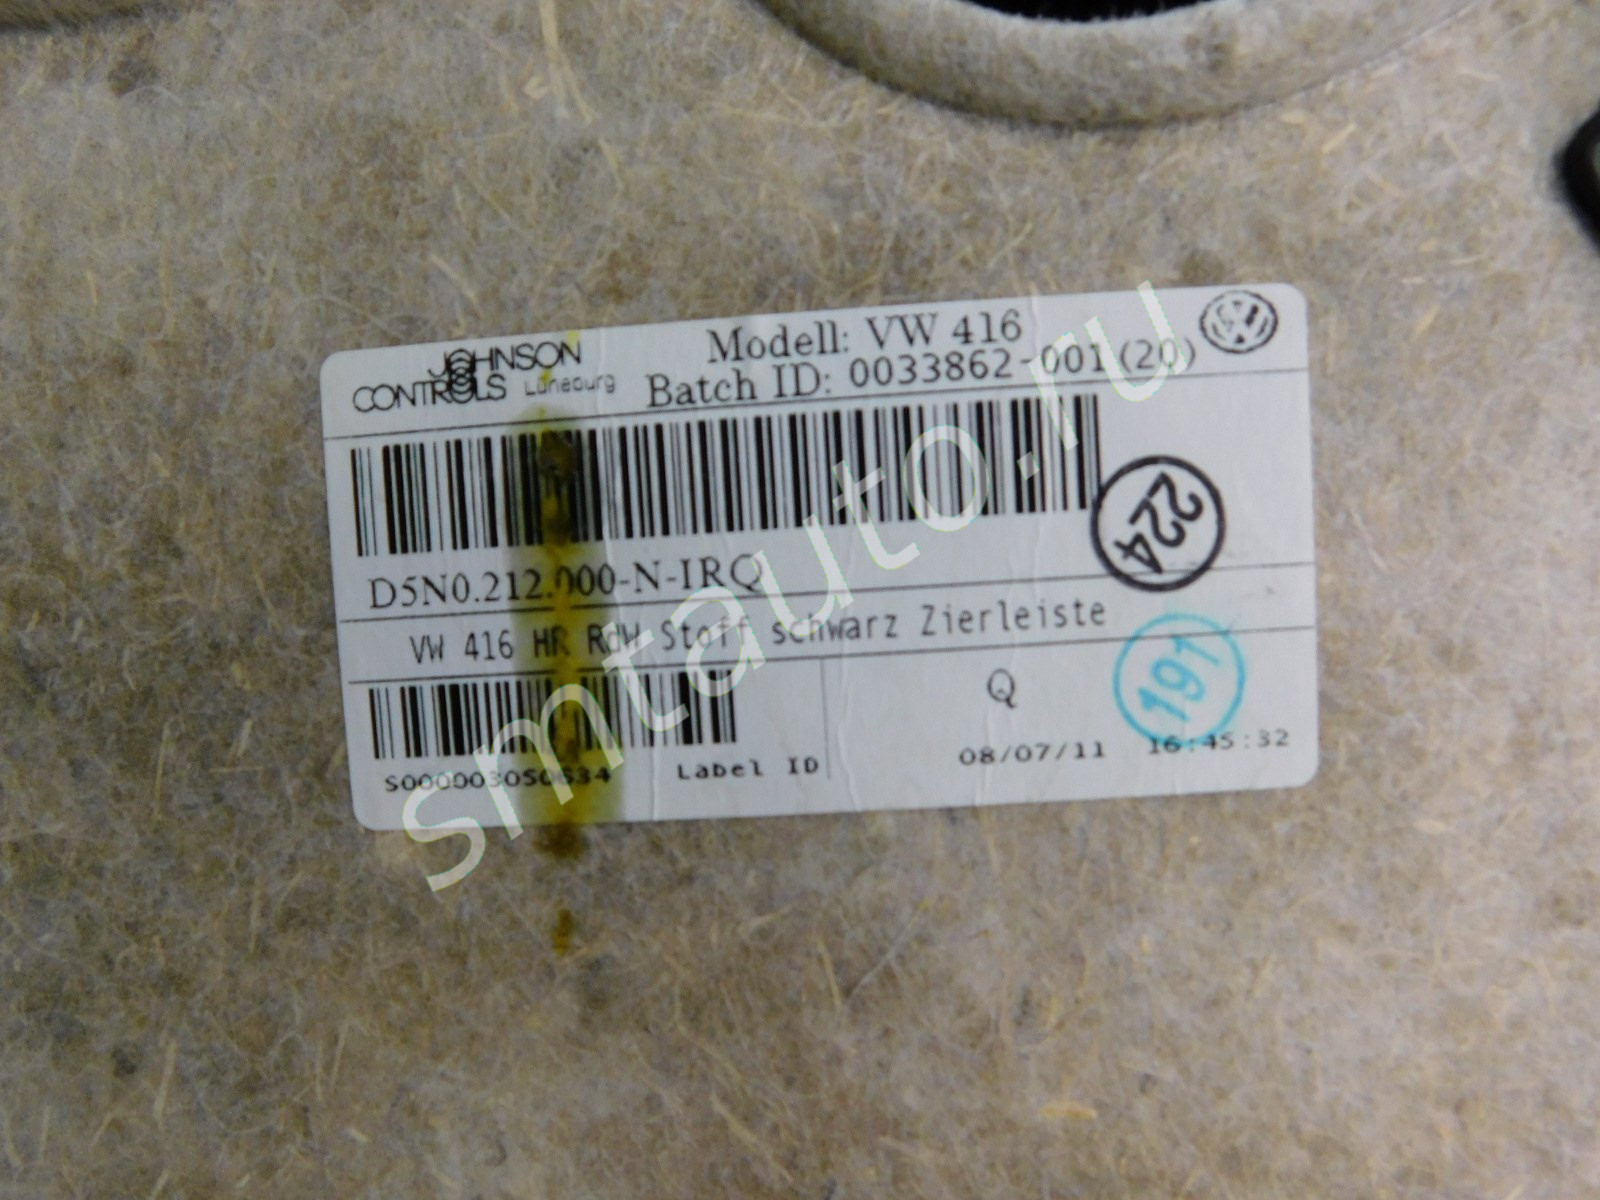 JOHNSON
CONTROLS Lüneburg
Modell: VW 416
Batch ID: 0033862-001 (20)
224
D5N0.212.000-N-IRQ
VW 416 HR RdW Stoff schwarz Zierleiste
Q
191
S000003050634
Label ID
08/07/11 16:45:32
smtauto.ru